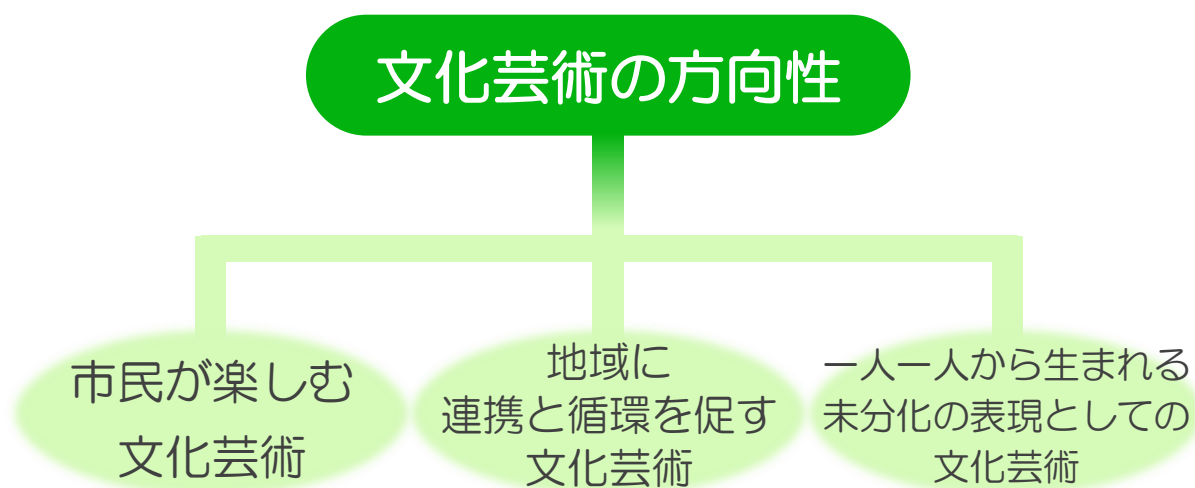 文化芸術の方向性
市民が楽しむ
文化芸術
地域に
連携と循環を促す
文化芸術
一人一人から生まれる
未分化の表現としての
文化芸術